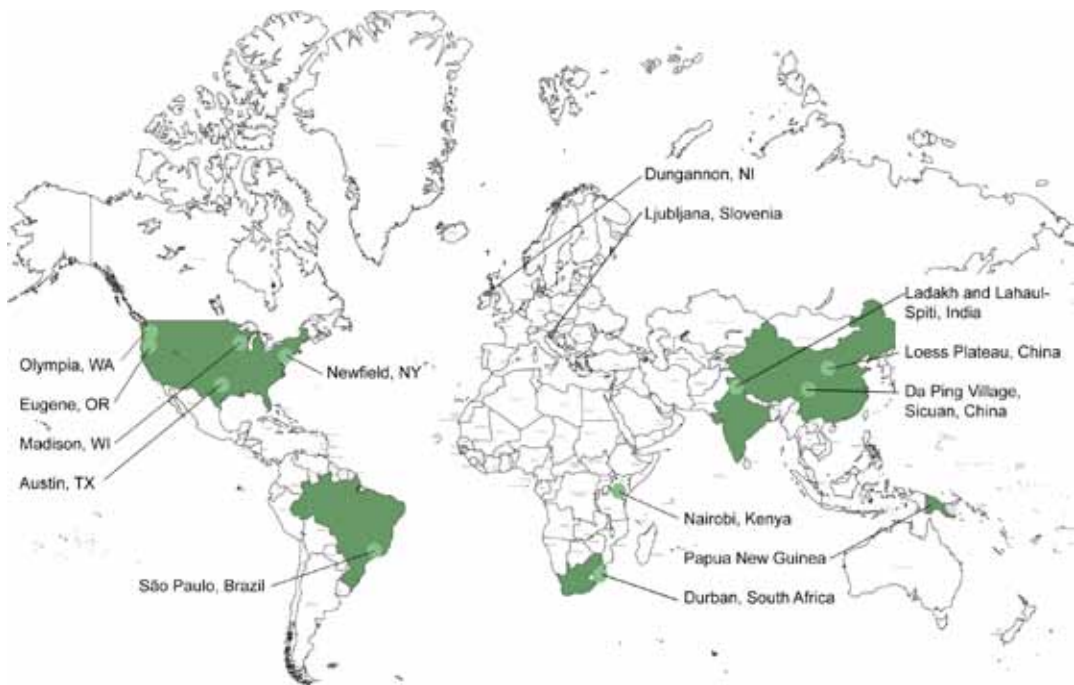 Dungannon, NI
Ljubljana, Slovenia
Ladakh and Lahaul-
Spiti, India
Loess Plateau, China
Da Ping Village,
Sicuan, China
Olympia, WA
Newfield, NY
Eugene, OR
Madison, WI
Austin, TX
Nairobi, Kenya
Papua New Guinea
São Paulo, Brazil
Durban, South Africa